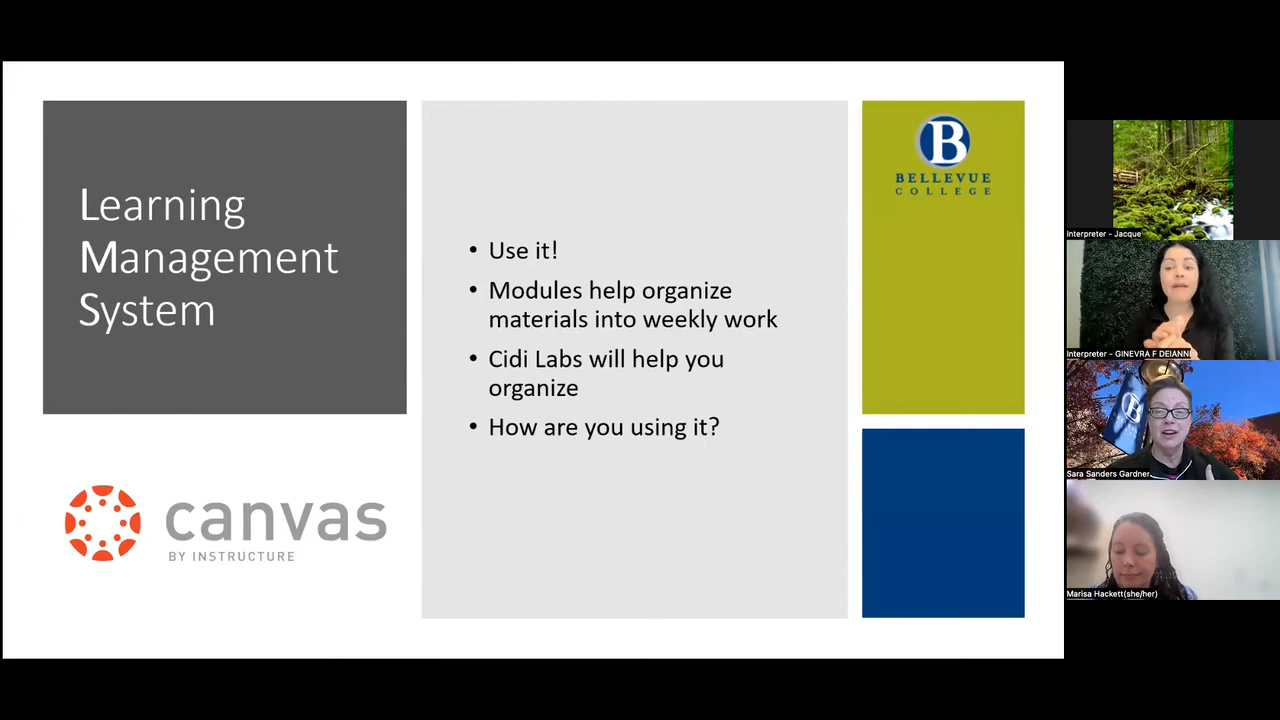 Learning
Management
System
• Use it!
• Modules help organize
materials into weekly work
• Cidi Labs will help you
organize
• How are you using it?
B
BELLEVUE
COLLEGE
canvas
BY INSTRUCTURE
Interpreter - Jacque
Interpreter - GINEVRA F DEIANNI
Sara Sanders Gardner
Marisa Hackett(she/her)